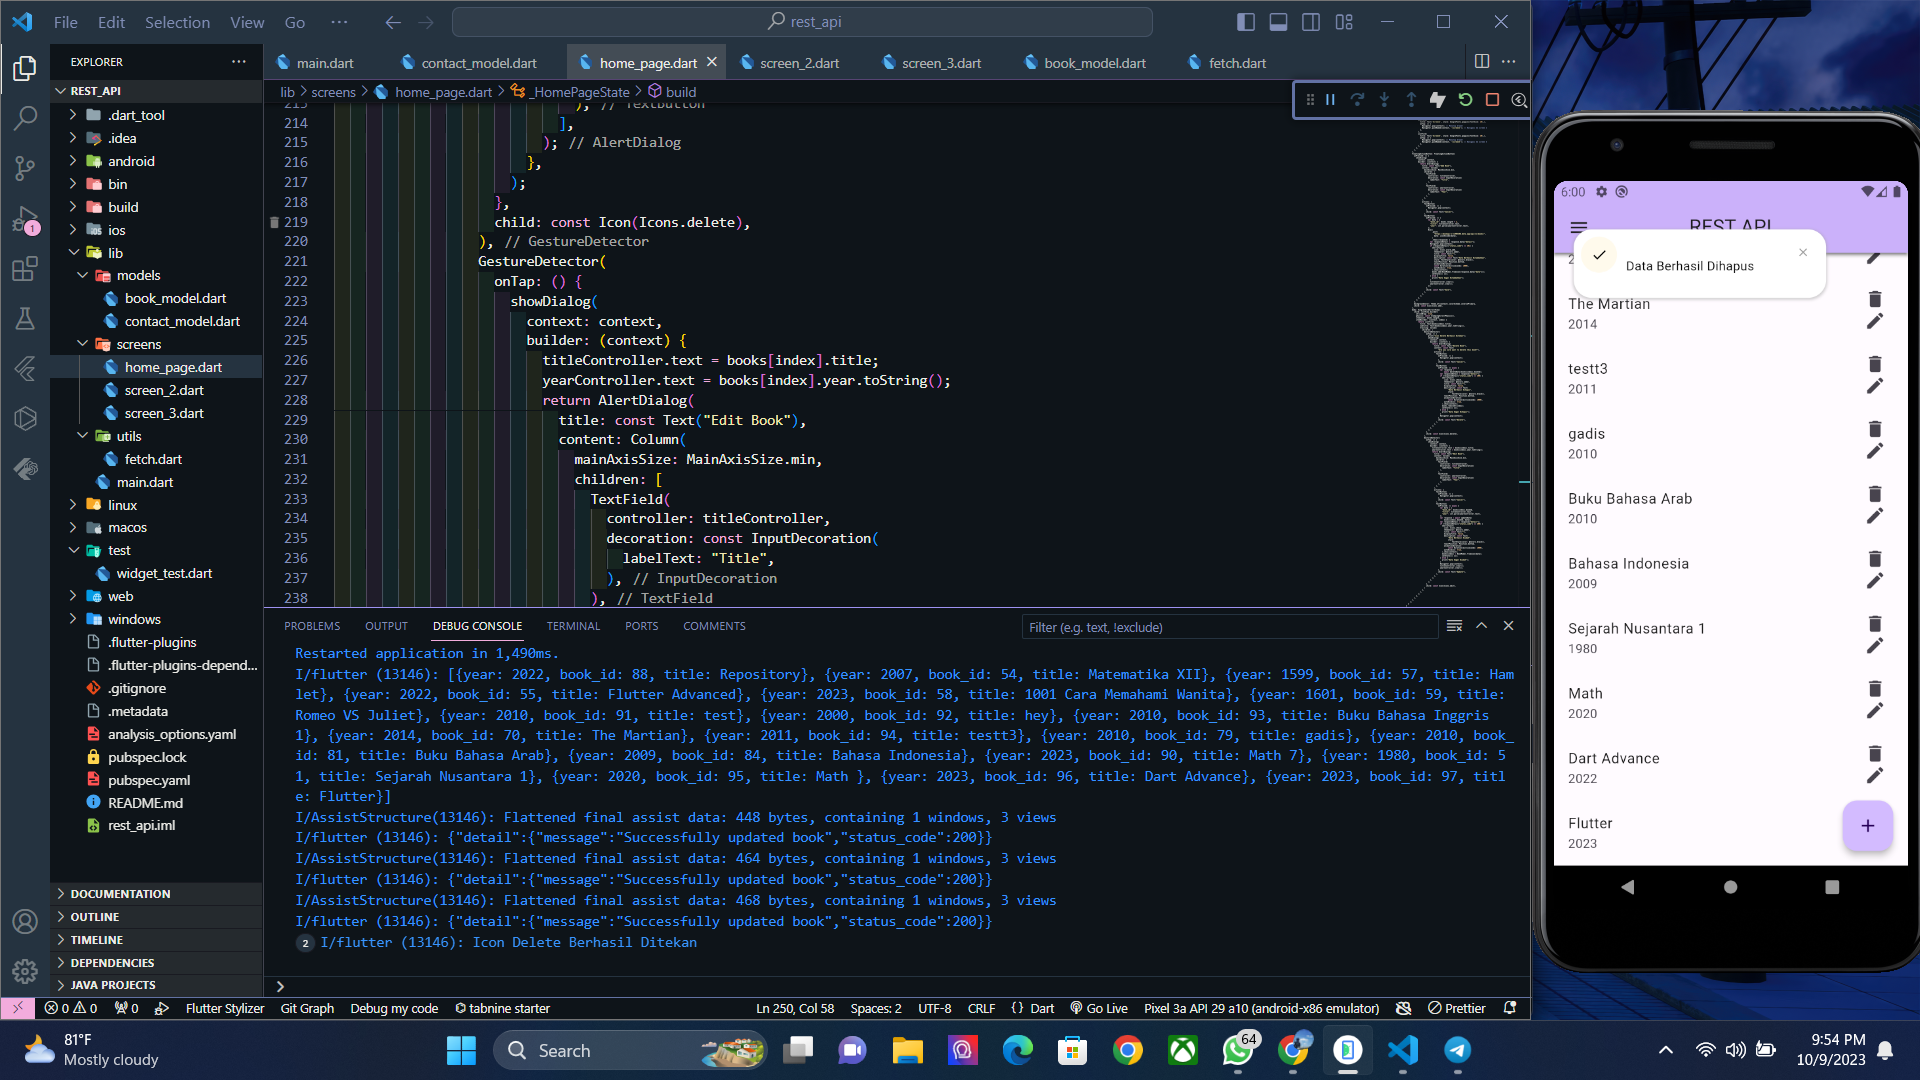 File Edit Selection View Go ···
rest_api
EXPLORER
REST_API
.dart_tool
.idea
android
bin
build
ios
lib
models
book_model.dart
contact_model.dart
screens
home_page.dart
screen_2.dart
screen_3.dart
utils
fetch.dart
main.dart
linux
macos
test
widget_test.dart
web
windows
.flutter-plugins
.flutter-plugins-depend...
.gitignore
.metadata
analysis_options.yaml
pubspec.lock
pubspec.yaml
README.md
rest_api.iml
DOCUMENTATION
OUTLINE
TIMELINE
DEPENDENCIES
JAVA PROJECTS
1
main.dart contact_model.dart home_page.dart screen_2.dart screen_3.dart book_model.dart fetch.dart
lib > screens > home_page.dart > _HomePageState > build
213 ), // TextButton
214 ],
215 ); // AlertDialog
216 },
217 );
218 },
219 child: const Icon(Icons.delete),
220 ), // GestureDetector
221 GestureDetector(
222 onTap: () {
223 showDialog(
224 context: context,
225 builder: (context) {
226 titleController.text = books[index].title;
227 yearController.text = books[index].year.toString();
228 return AlertDialog(
229 title: const Text("Edit Book"),
230 content: Column(
231 mainAxisSize: MainAxisSize.min,
232 children: [
233 TextField(
234 controller: titleController,
235 decoration: const InputDecoration(
236 labelText: "Title",
237 ), // InputDecoration
238 ), // TextField
PROBLEMS OUTPUT DEBUG CONSOLE TERMINAL PORTS COMMENTS
Filter (e.g. text, !exclude)
Restarted application in 1,490ms.
I/flutter (13146): [{year: 2022, book_id: 88, title: Repository}, {year: 2007, book_id: 54, title: Matematika XII}, {year: 1599, book_id: 57, title: Ham
let}, {year: 2022, book_id: 55, title: Flutter Advanced}, {year: 2023, book_id: 58, title: 1001 Cara Memahami Wanita}, {year: 1601, book_id: 59, title:
Romeo VS Juliet}, {year: 2010, book_id: 91, title: test}, {year: 2000, book_id: 92, title: hey}, {year: 2010, book_id: 93, title: Buku Bahasa Inggris
1}, {year: 2014, book_id: 70, title: The Martian}, {year: 2011, book_id: 94, title: testt3}, {year: 2010, book_id: 79, title: gadis}, {year: 2010, book_
id: 81, title: Buku Bahasa Arab}, {year: 2009, book_id: 84, title: Bahasa Indonesia}, {year: 2023, book_id: 90, title: Math 7}, {year: 1980, book_id: 5
1, title: Sejarah Nusantara 1}, {year: 2020, book_id: 95, title: Math }, {year: 2023, book_id: 96, title: Dart Advance}, {year: 2023, book_id: 97, titl
e: Flutter}]
I/AssistStructure(13146): Flattened final assist data: 448 bytes, containing 1 windows, 3 views
I/flutter (13146): {"detail":{"message":"Successfully updated book","status_code":200}}
I/AssistStructure(13146): Flattened final assist data: 464 bytes, containing 1 windows, 3 views
I/flutter (13146): {"detail":{"message":"Successfully updated book","status_code":200}}
I/AssistStructure(13146): Flattened final assist data: 468 bytes, containing 1 windows, 3 views
I/flutter (13146): {"detail":{"message":"Successfully updated book","status_code":200}}
2 I/flutter (13146): Icon Delete Berhasil Ditekan
0 0 0 Flutter Stylizer Git Graph Debug my code tabnine starter Ln 250, Col 58 Spaces: 2 UTF-8 CRLF {} Dart Go Live Pixel 3a API 29 a10 (android-x86 emulator) Prettier
6:00
REST API
Data Berhasil Dihapus
The Martian
2014
testt3
2011
gadis
2010
Buku Bahasa Arab
2010
Bahasa Indonesia
2009
Sejarah Nusantara 1
1980
Math
2020
Dart Advance
2022
Flutter
2023
81°F
Mostly cloudy
Search
64
9:54 PM
10/9/2023